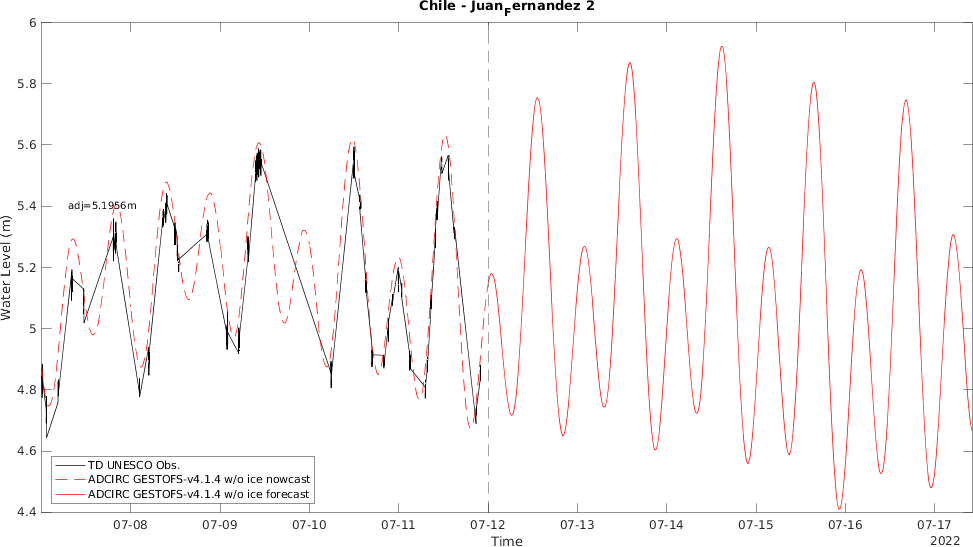 Chile - Juan_Fernandez 2
6
5.8
5.6
5.4
5.2
5
4.8
4.6
4.4
Water Level (m)
adj=5.1956m
TD UNESCO Obs.
ADCIRC GESTOFS-v4.1.4 w/o ice nowcast
ADCIRC GESTOFS-v4.1.4 w/o ice forecast
07-08 07-09 07-10 07-11 07-12 07-13 07-14 07-15 07-16 07-17
Time 2022